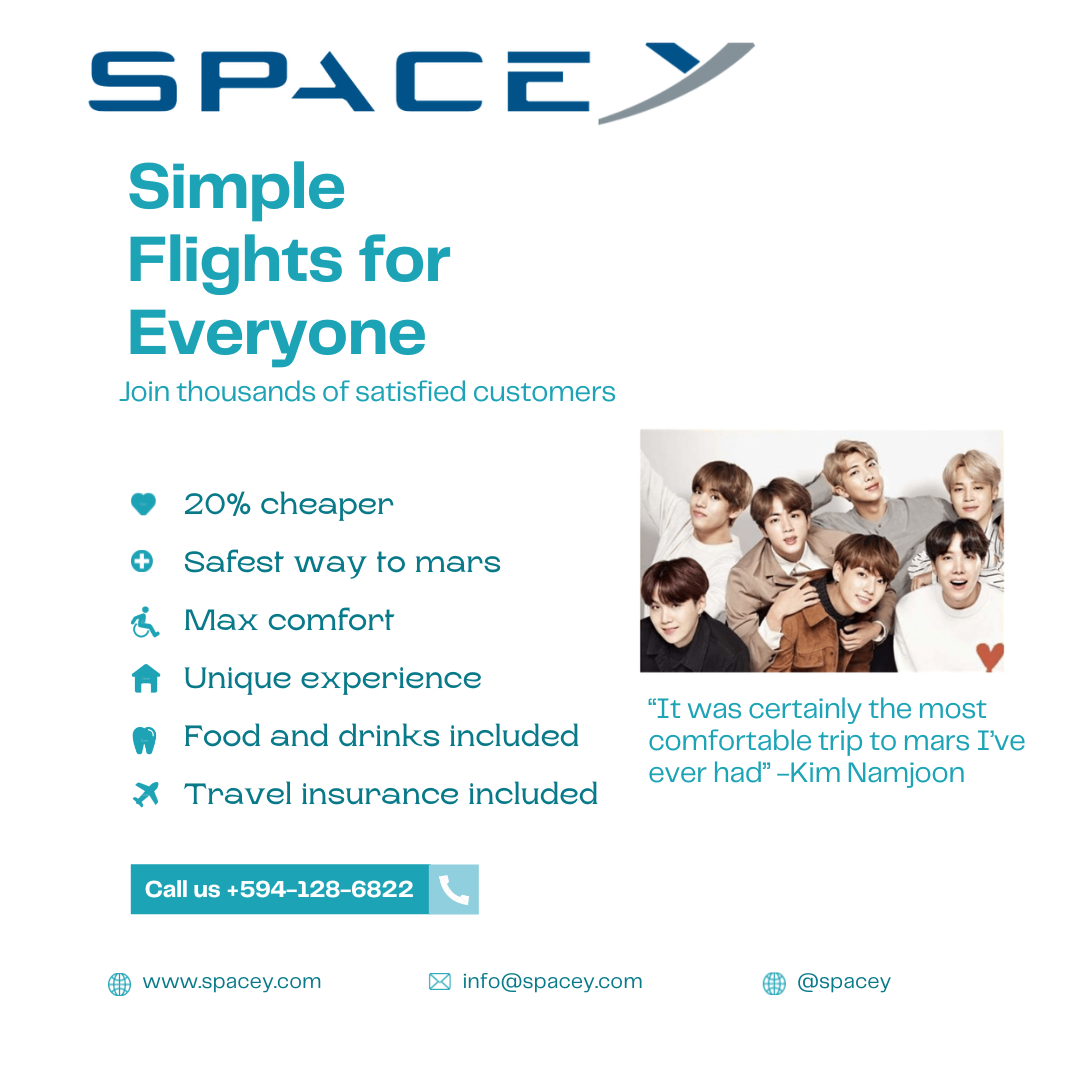 SPACEY
Simple
Flights for
Everyone
Join thousands of satisfied customers
20% cheaper
Safest way to mars
Max comfort
Unique experience
Food and drinks included
Travel insurance included
“It was certainly the most
comfortable trip to mars I’ve
ever had” –Kim Namjoon
Call us +594-128-6822
www.spacey.com
info@spacey.com
@spacey